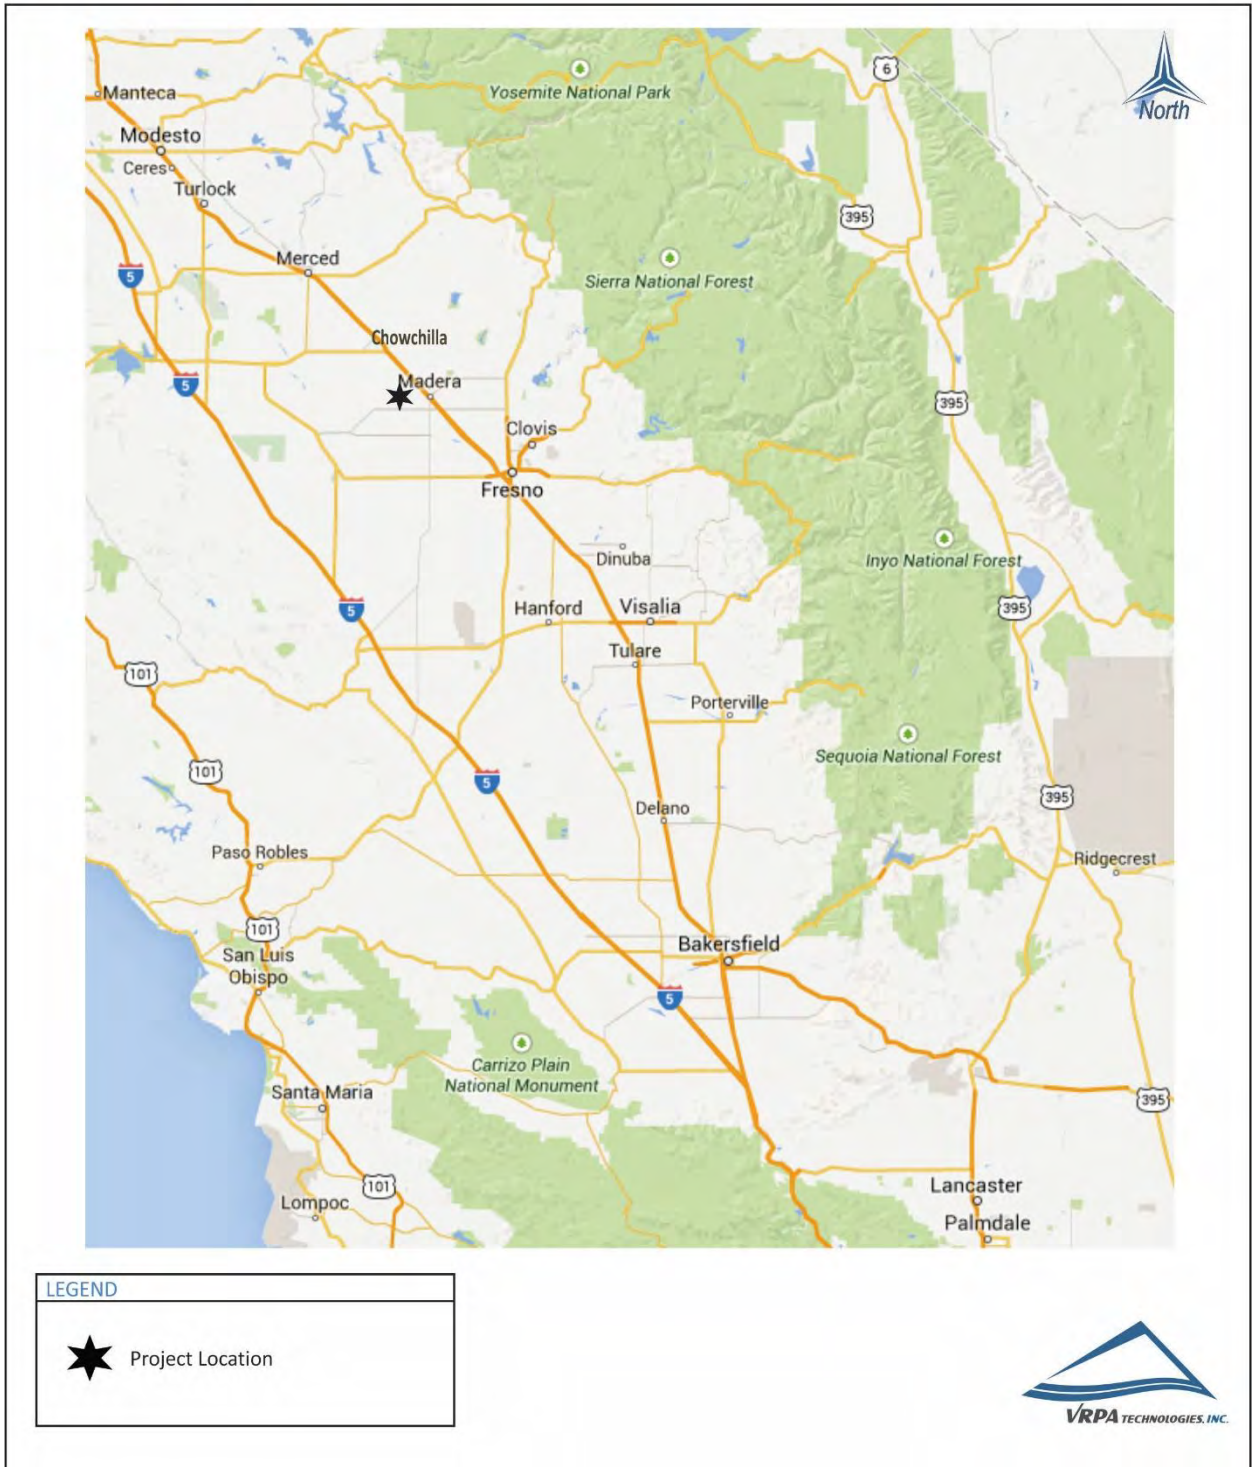 6
Yosemite National Park
North
Manteca
Modesto
Ceres
Turlock
395
Merced
5
Sierra National Forest
Chowchilla
5
Madera
395
Clovis
Fresno
Dinuba
Inyo National Forest
5
Hanford
Visalia
395
Tulare
101
Porterville
Sequoia National Forest
101
5
395
Delano
Paso Robles
Ridgecrest
101
Bakersfield
San Luis
Obispo
5
Carrizo Plain
National Monument
Santa Maria
395
101
Lancaster
Lompoc
Palmdale
LEGEND
Project Location
VRPA TECHNOLOGIES, INC.